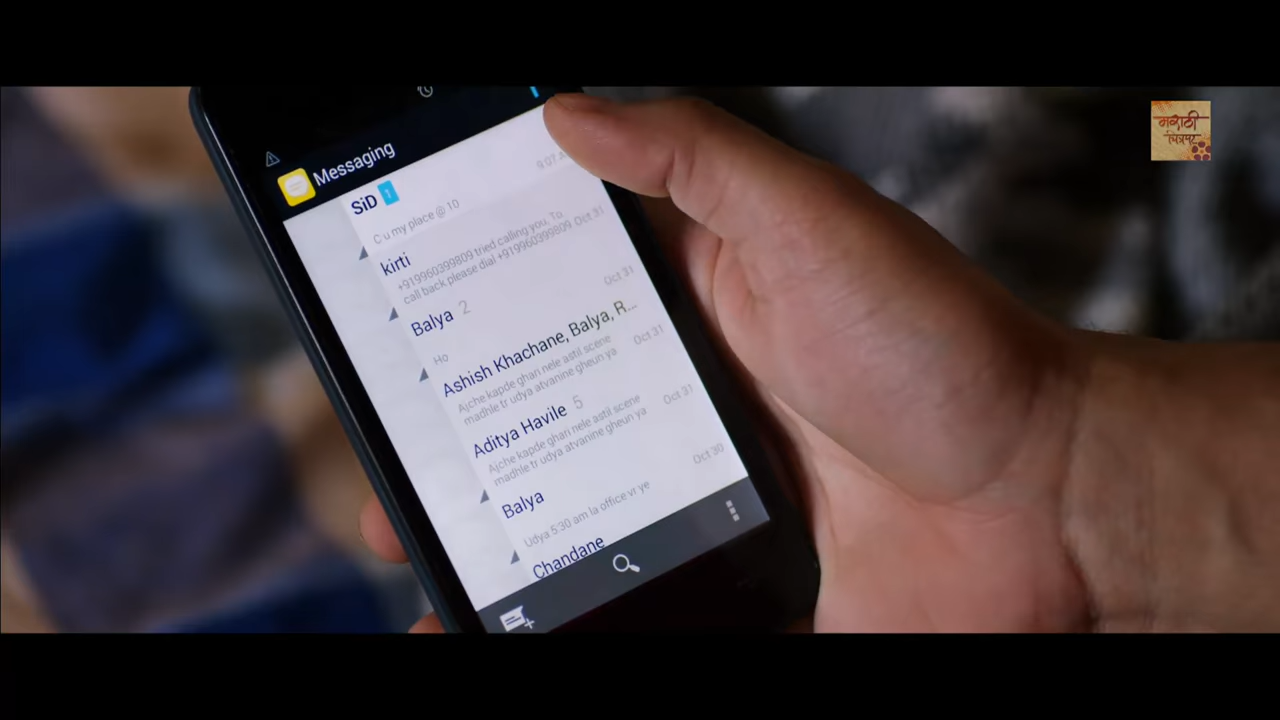 मराठी
चित्रपट
Messaging
SiD 1
9:07 A
C u my place @ 10
kirti
Oct 31
+919960399809 tried calling you, To
call back please dial +919960399809
Balya 2
Oct 31
Ho
Ashish Khachane, Balya, R...
Oct 31
Ajche kapde ghari nele astil scene
madhle tr udya atvanine gheun ya
Aditya Havile 5
Oct 31
Ajche kapde ghari nele astil scene
madhle tr udya atvanine gheun ya
Balya
Oct 30
Udya 5:30 am la office vr ye
Chandane